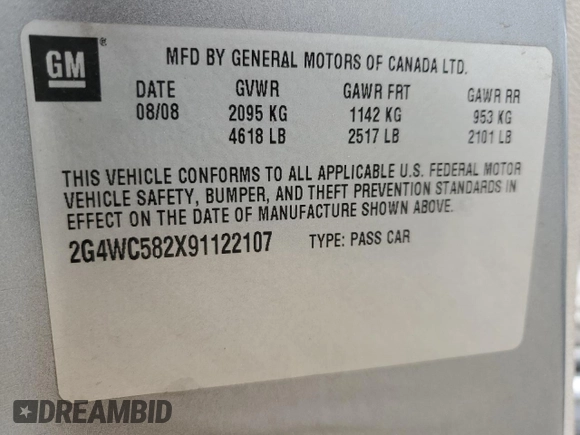 GM ®
MFD BY GENERAL MOTORS OF CANADA LTD.
DATE GVWR GAWR FRT GAWR RR
08/08 2095 KG 1142 KG 953 KG
4618 LB 2517 LB 2101 LB
THIS VEHICLE CONFORMS TO ALL APPLICABLE U.S. FEDERAL MOTOR
VEHICLE SAFETY, BUMPER, AND THEFT PREVENTION STANDARDS IN
EFFECT ON THE DATE OF MANUFACTURE SHOWN ABOVE.
2G4WC582X91122107 TYPE: PASS CAR
DREAMBID